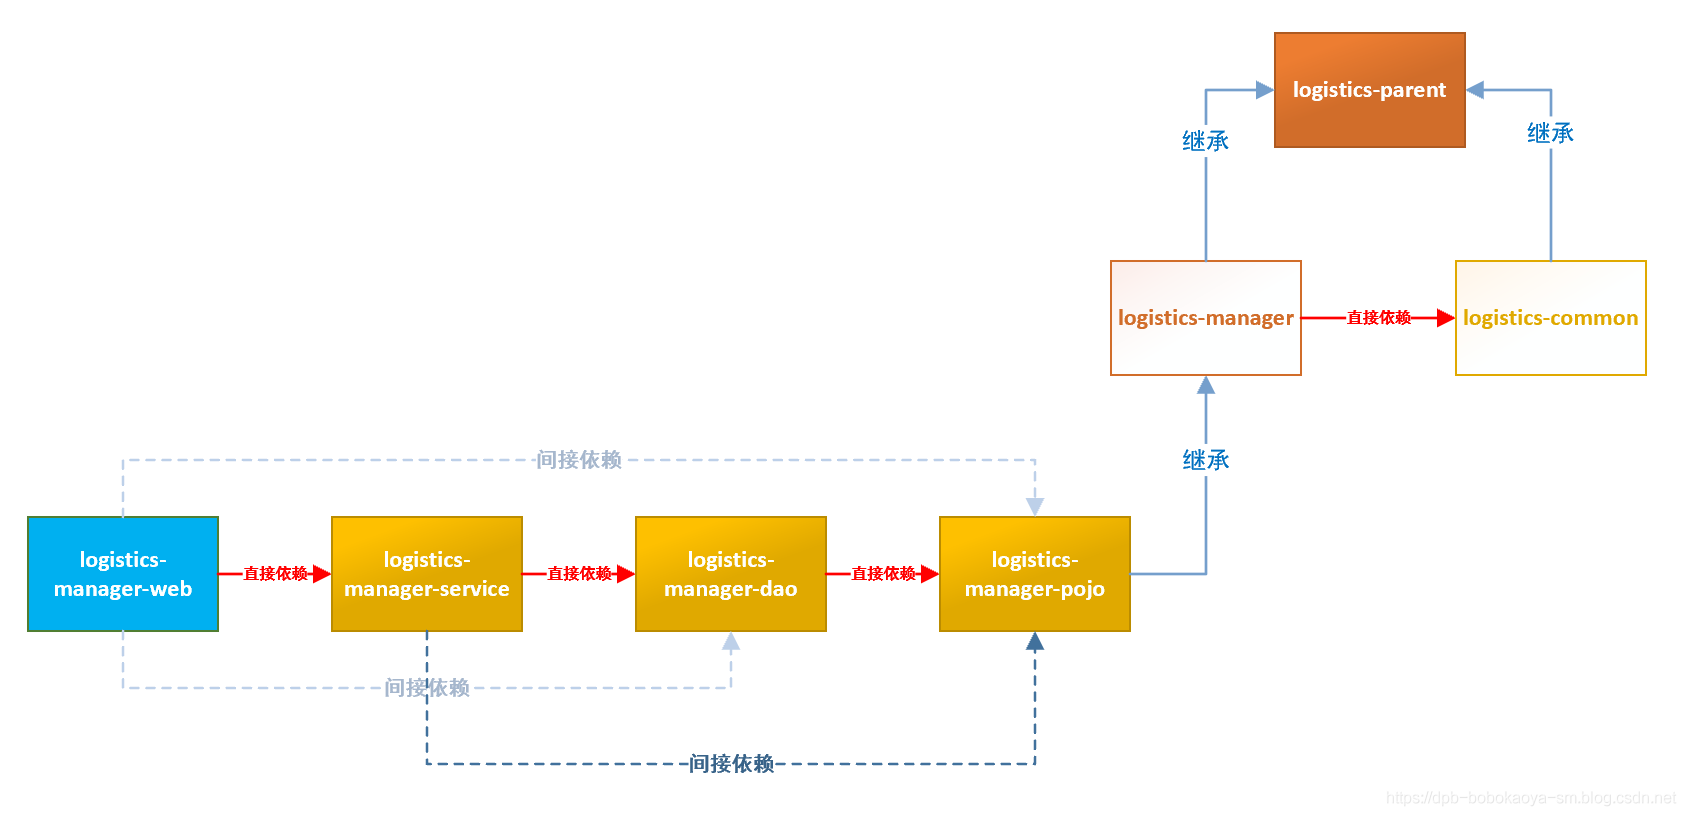 logistics-parent
继承
继承
logistics-manager
直接依赖
logistics-common
继承
间接依赖
logistics-
manager-web
直接依赖
logistics-
manager-service
直接依赖
logistics-
manager-dao
直接依赖
logistics-
manager-pojo
间接依赖
间接依赖
https://dpb-bobokaoya-sm.blog.csdn.net